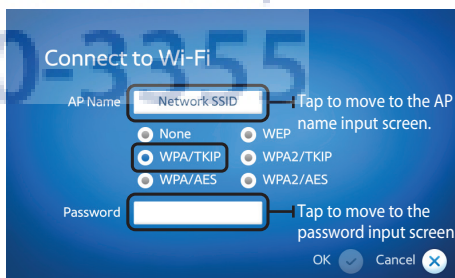 0-3355
Connect to Wi-Fi
AP Name
Network SSID
Tap to move to the AP
name input screen.
None
WEP
WPA/TKIP
WPA2/TKIP
WPA/AES
WPA2/AES
Password
Tap to move to the
password input screen
OK
Cancel